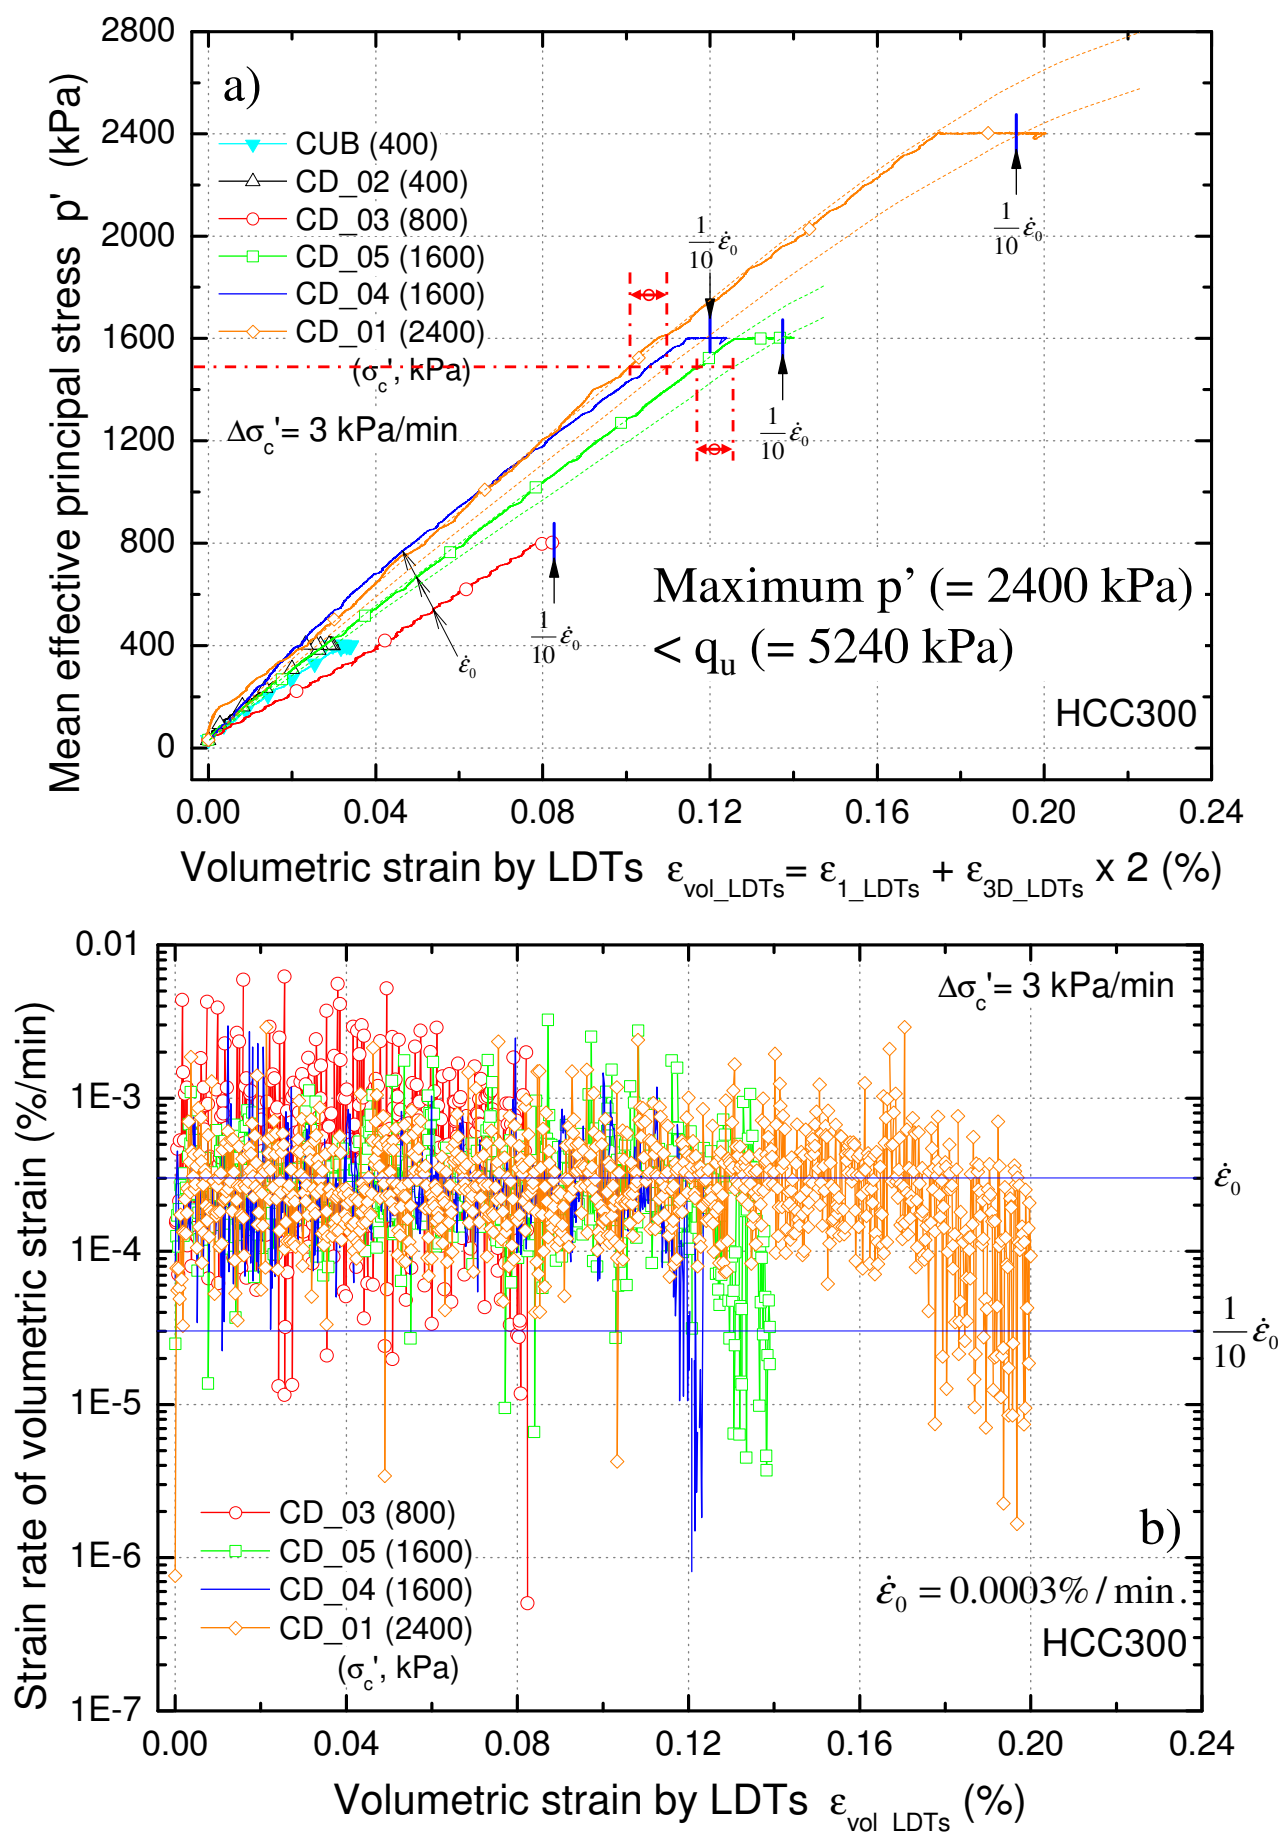 a)
CUB (400)
CD_02 (400)
CD_03 (800)
CD_05 (1600)
CD_04 (1600)
CD_01 (2400)
(σc', kPa)
Δσc'= 3 kPa/min
2800
2400
2000
1600
1200
800
400
0
Mean effective principal stress p' (kPa)
1/10 ε̇0
1/10 ε̇0
1/10 ε̇0
1/10 ε̇0
ε̇0
Maximum p’ (= 2400 kPa)
< qu (= 5240 kPa)
HCC300
0.00 0.04 0.08 0.12 0.16 0.20 0.24
Volumetric strain by LDTs εvol_LDTs= ε1_LDTs + ε3D_LDTs x 2 (%)
0.01
1E-3
1E-4
1E-5
1E-6
1E-7
Strain rate of volumetric strain (%/min)
Δσc'= 3 kPa/min
ε̇0
1/10 ε̇0
CD_03 (800)
CD_05 (1600)
CD_04 (1600)
CD_01 (2400)
(σc', kPa)
b)
ε̇0 = 0.0003% / min.
HCC300
0.00 0.04 0.08 0.12 0.16 0.20 0.24
Volumetric strain by LDTs εvol_LDTs (%)